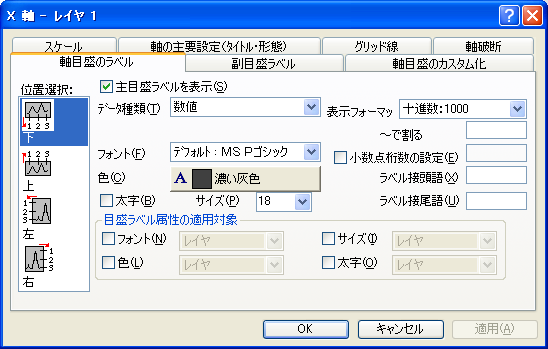 X 軸 - レイヤ 1
スケール
軸の主要設定(タイトル・形態)
グリッド線
軸破断
軸目盛のラベル
副目盛ラベル
軸目盛のカスタム化
位置選択:
下
上
左
右
主目盛ラベルを表示(S)
データ種類(T) 数値
表示フォーマッ 十進数:1000
～で割る
フォント(F) デフォルト: MS Pゴシック
小数点桁数の設定(E)
色(C) A 濃い灰色
ラベル接頭語(X)
太字(B) サイズ(P) 18
ラベル接尾語(U)
目盛ラベル属性の適用対象
フォント(N) レイヤ サイズ(I) レイヤ
色(L) レイヤ 太字(O) レイヤ
OK キャンセル 適用(A)